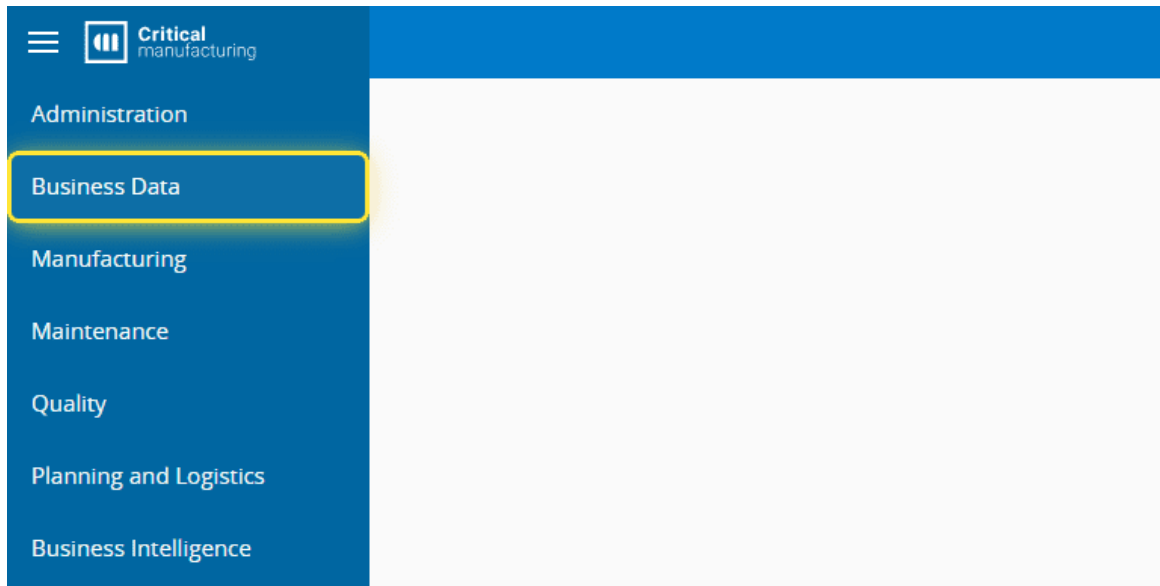 Critical
manufacturing
Administration
Business Data
Manufacturing
Maintenance
Quality
Planning and Logistics
Business Intelligence